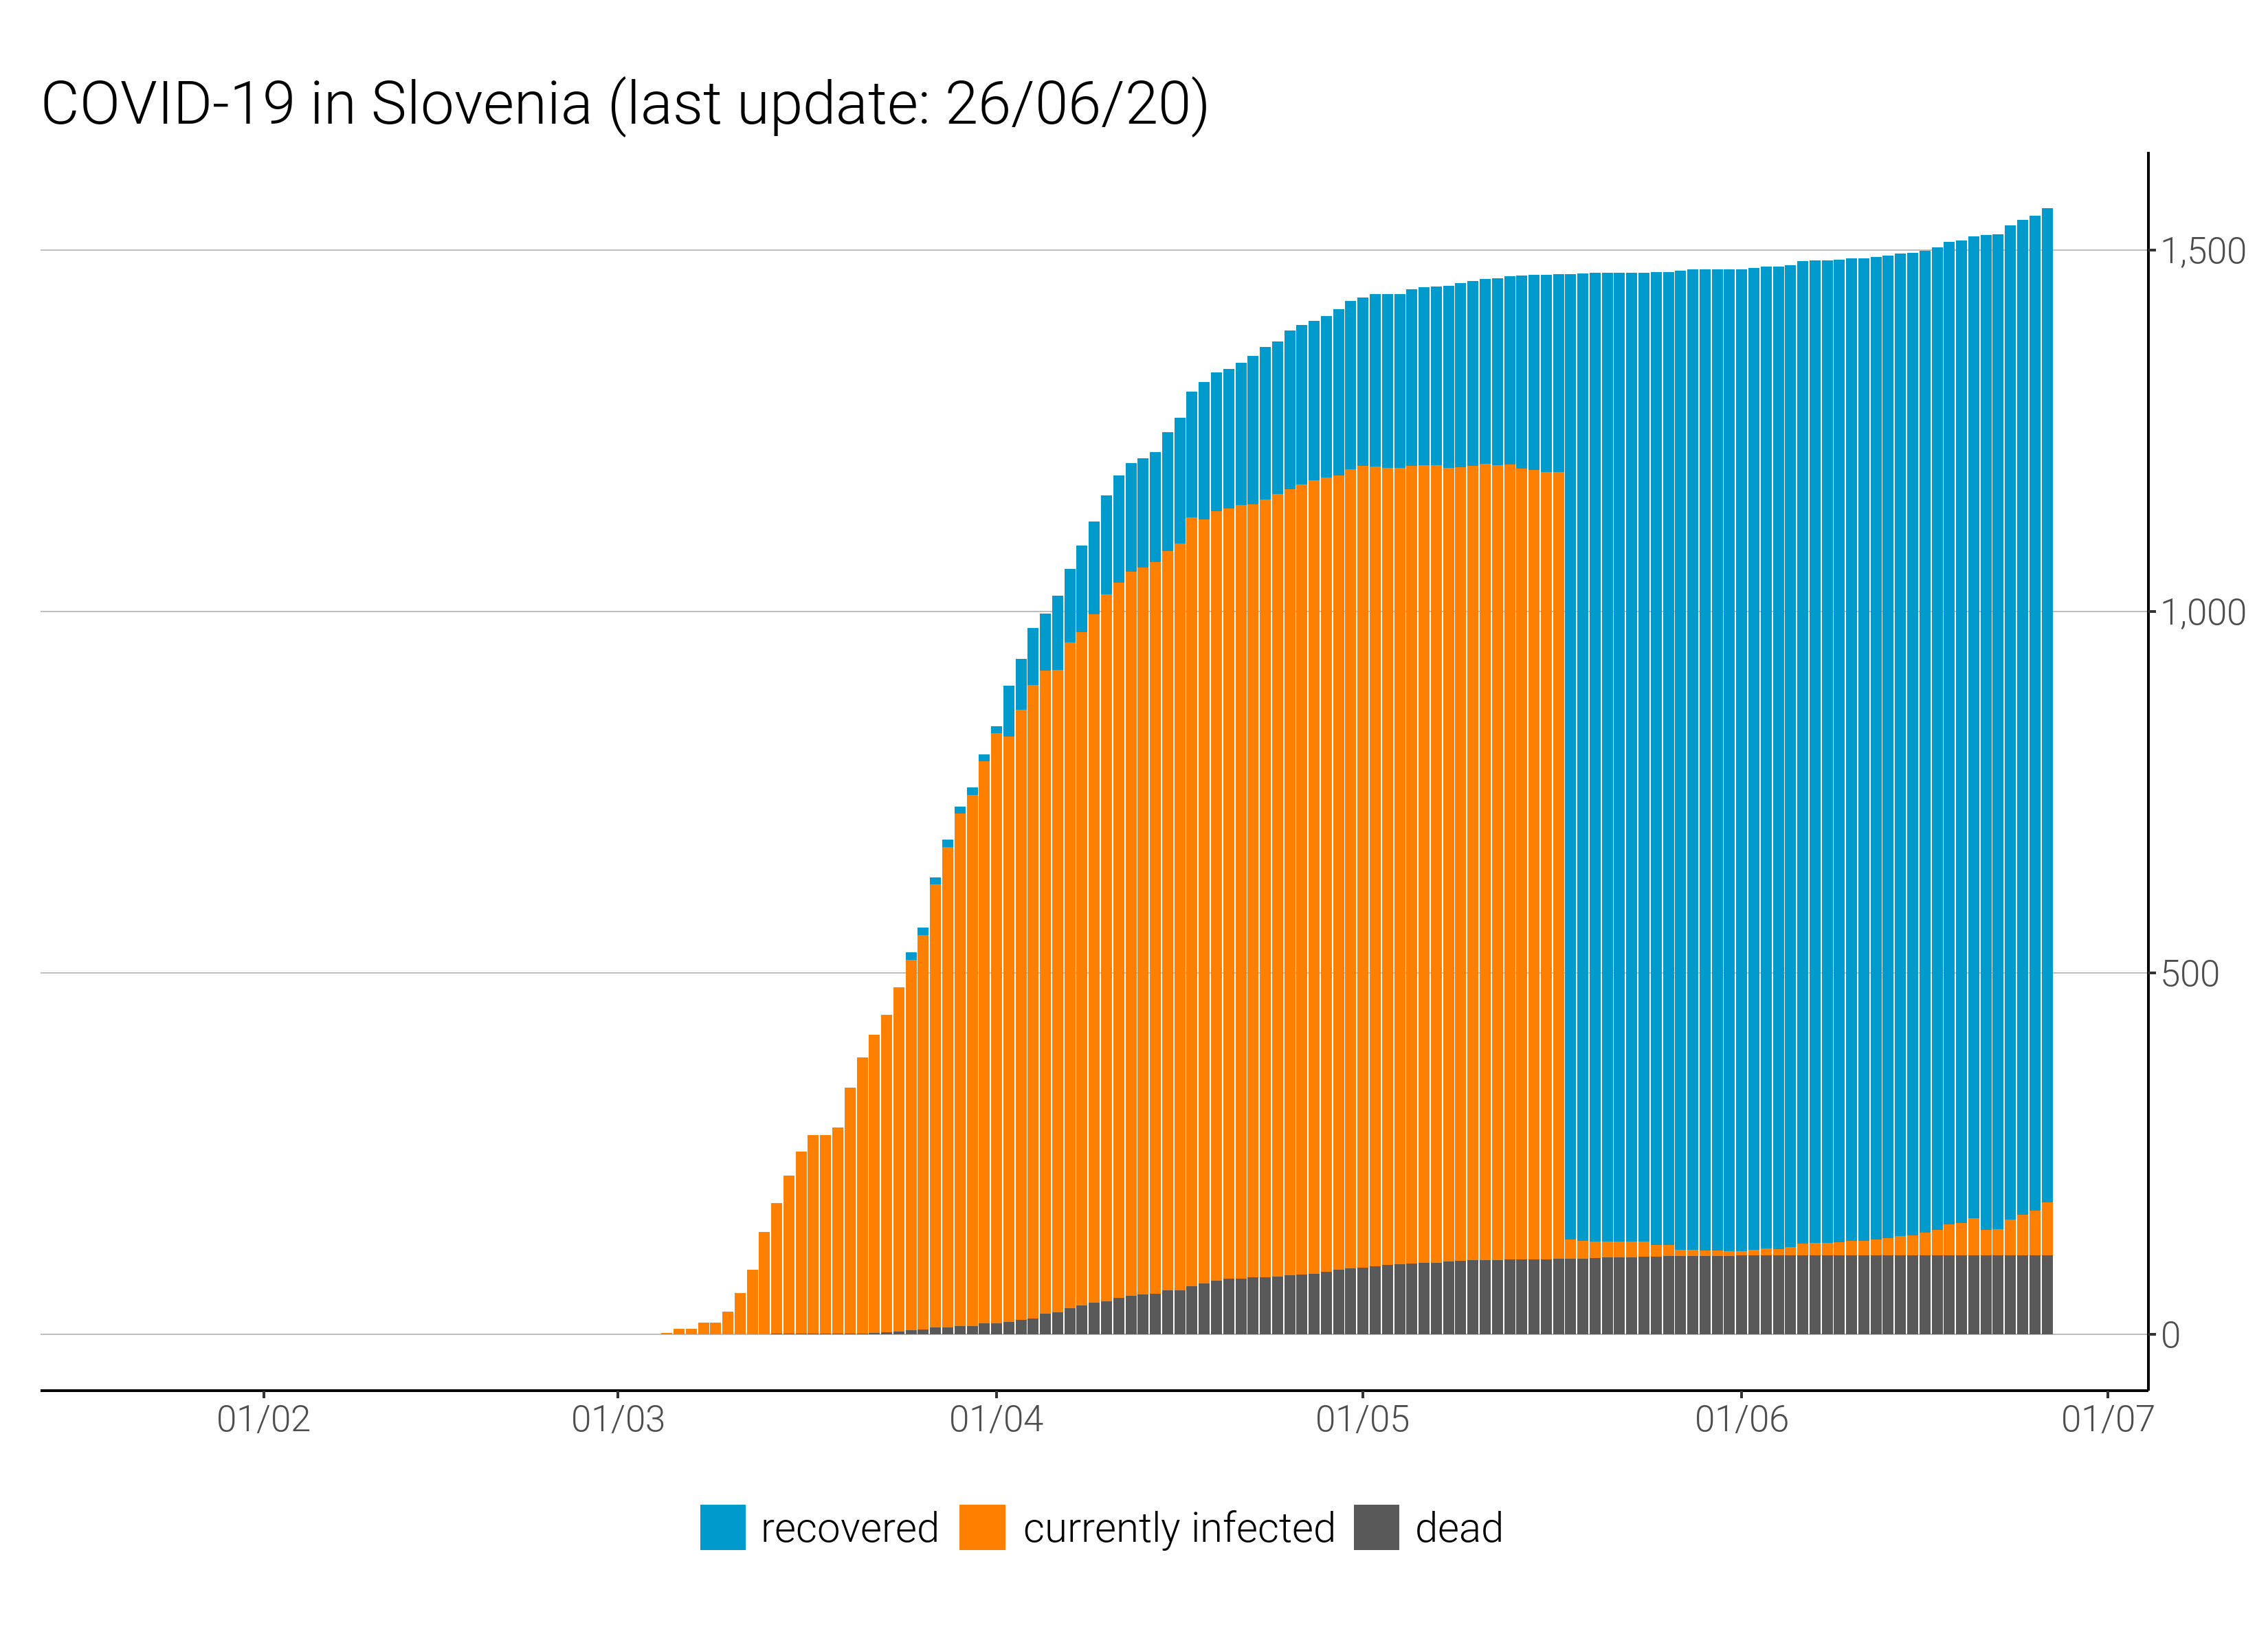 COVID-19 in Slovenia (last update: 26/06/20)
1,500
1,000
500
0
01/02 01/03 01/04 01/05 01/06 01/07
recovered currently infected dead